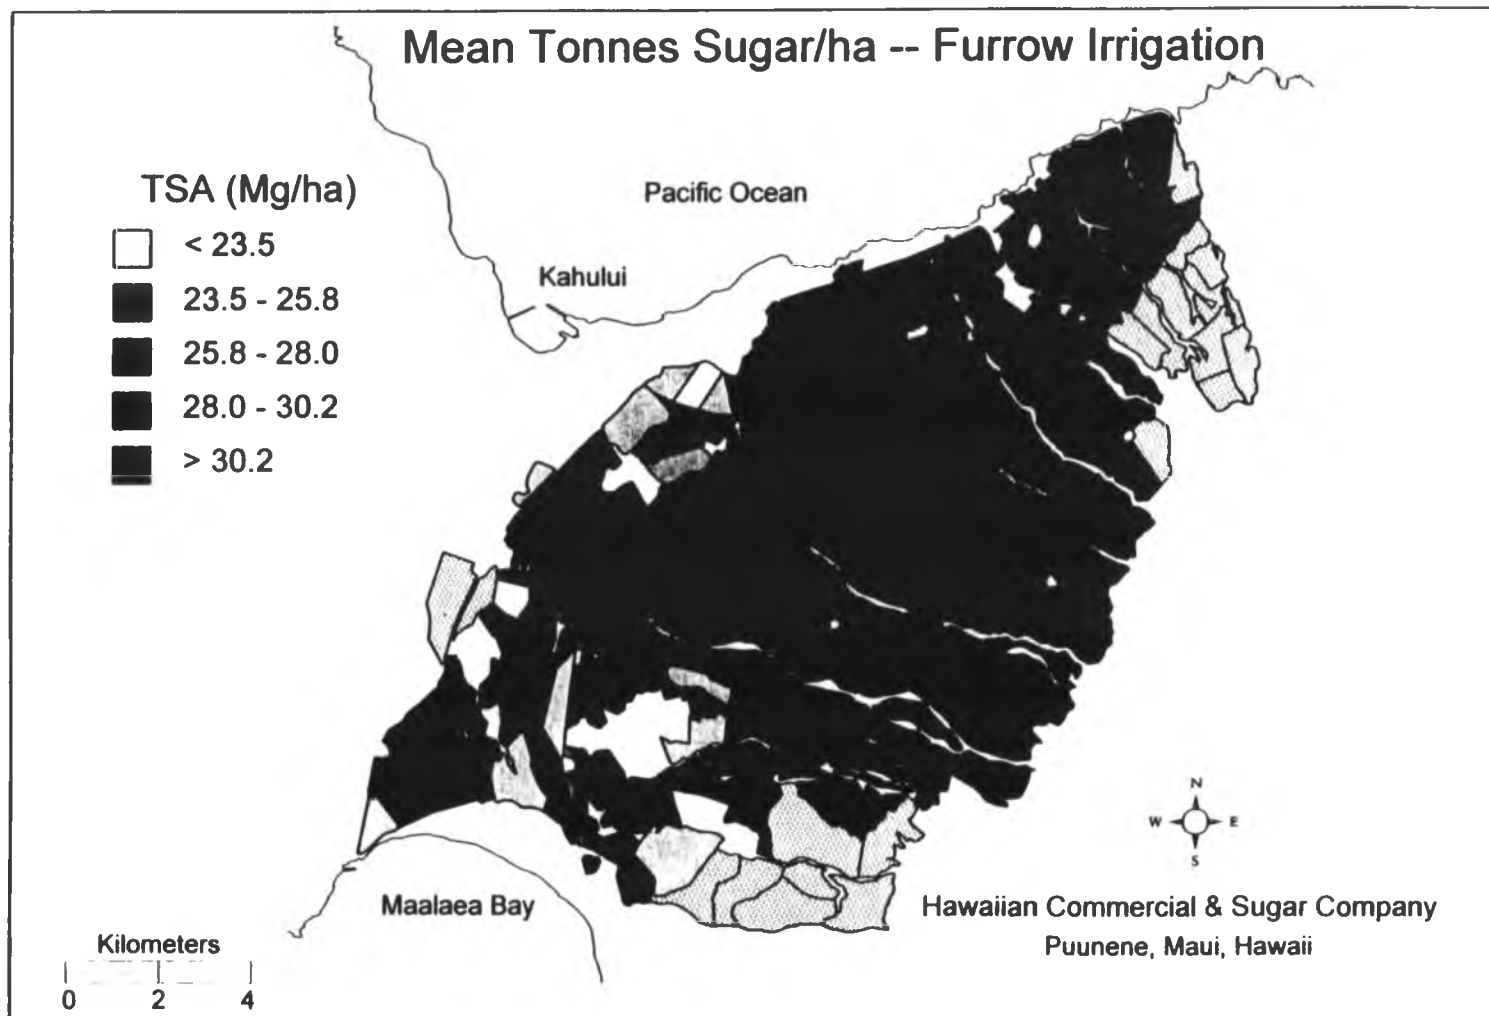 Mean Tonnes Sugar/ha -- Furrow Irrigation
TSA (Mg/ha)
< 23.5
23.5 - 25.8
25.8 - 28.0
28.0 - 30.2
> 30.2
Pacific Ocean
Kahului
N
W E
S
Maalaea Bay
Hawaiian Commercial & Sugar Company
Puunene, Maui, Hawaii
Kilometers
0 2 4